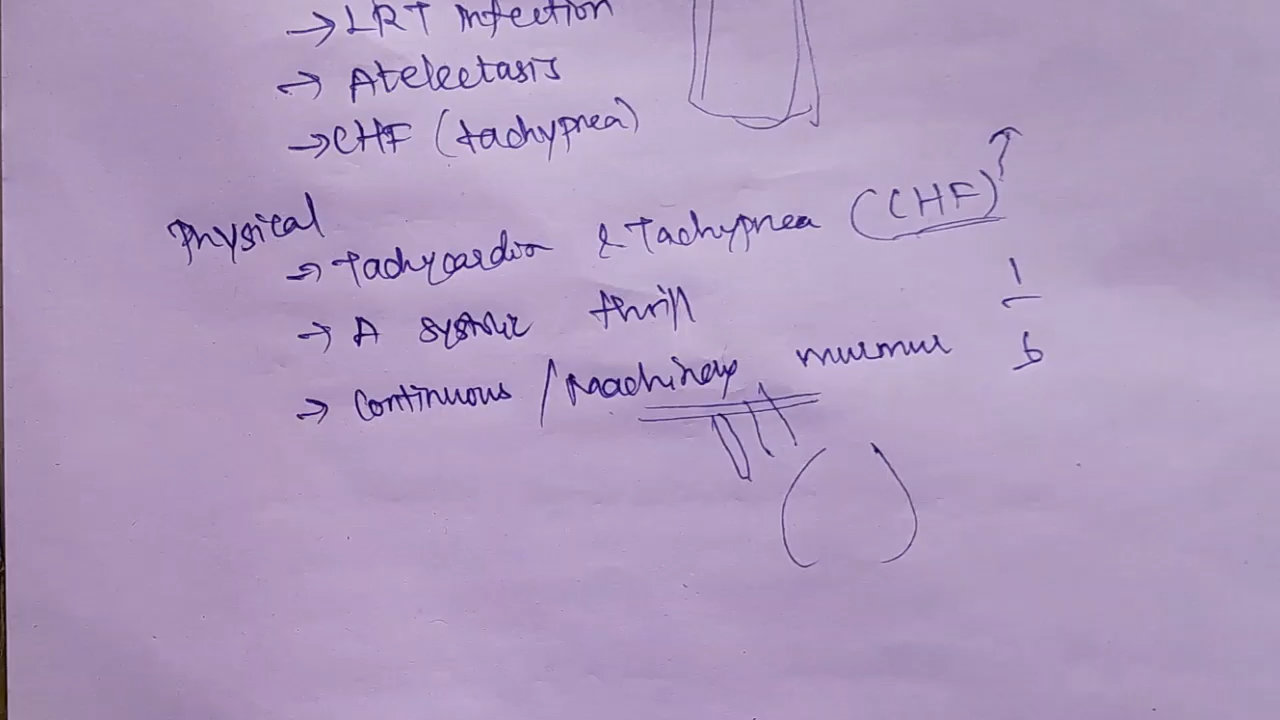 → LRT Infection
→ Atelectasis
→ CHF (tachypnea)
Physical
→ Tachycardia & Tachypnea (CHF)
→ A systolic thrill
→ Continuous / Machinery murmur
1
6